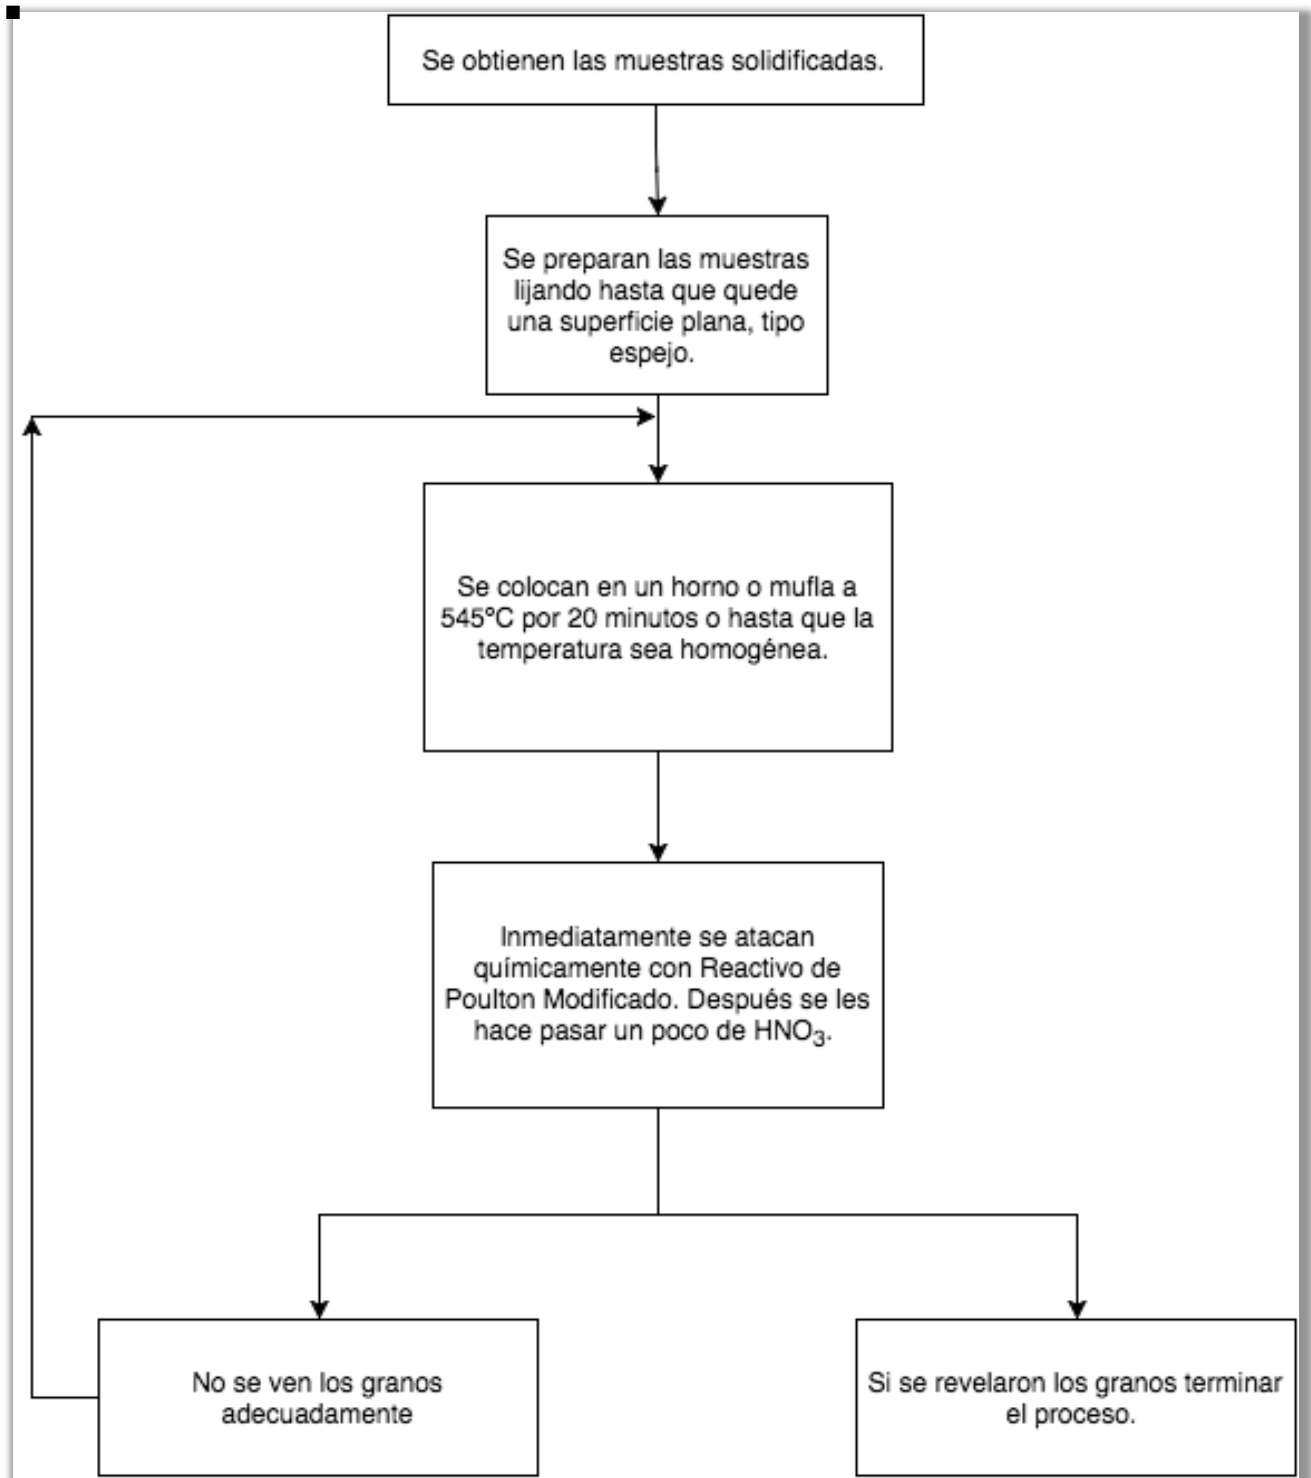 Se obtienen las muestras solidificadas.
Se preparan las muestras
lijando hasta que quede
una superficie plana, tipo
espejo.
Se colocan en un horno o mufla a
545ºC por 20 minutos o hasta que la
temperatura sea homogénea.
Inmediatamente se atacan
químicamente con Reactivo de
Poulton Modificado. Después se les
hace pasar un poco de HNO₃.
No se ven los granos
adecuadamente
Si se revelaron los granos terminar
el proceso.